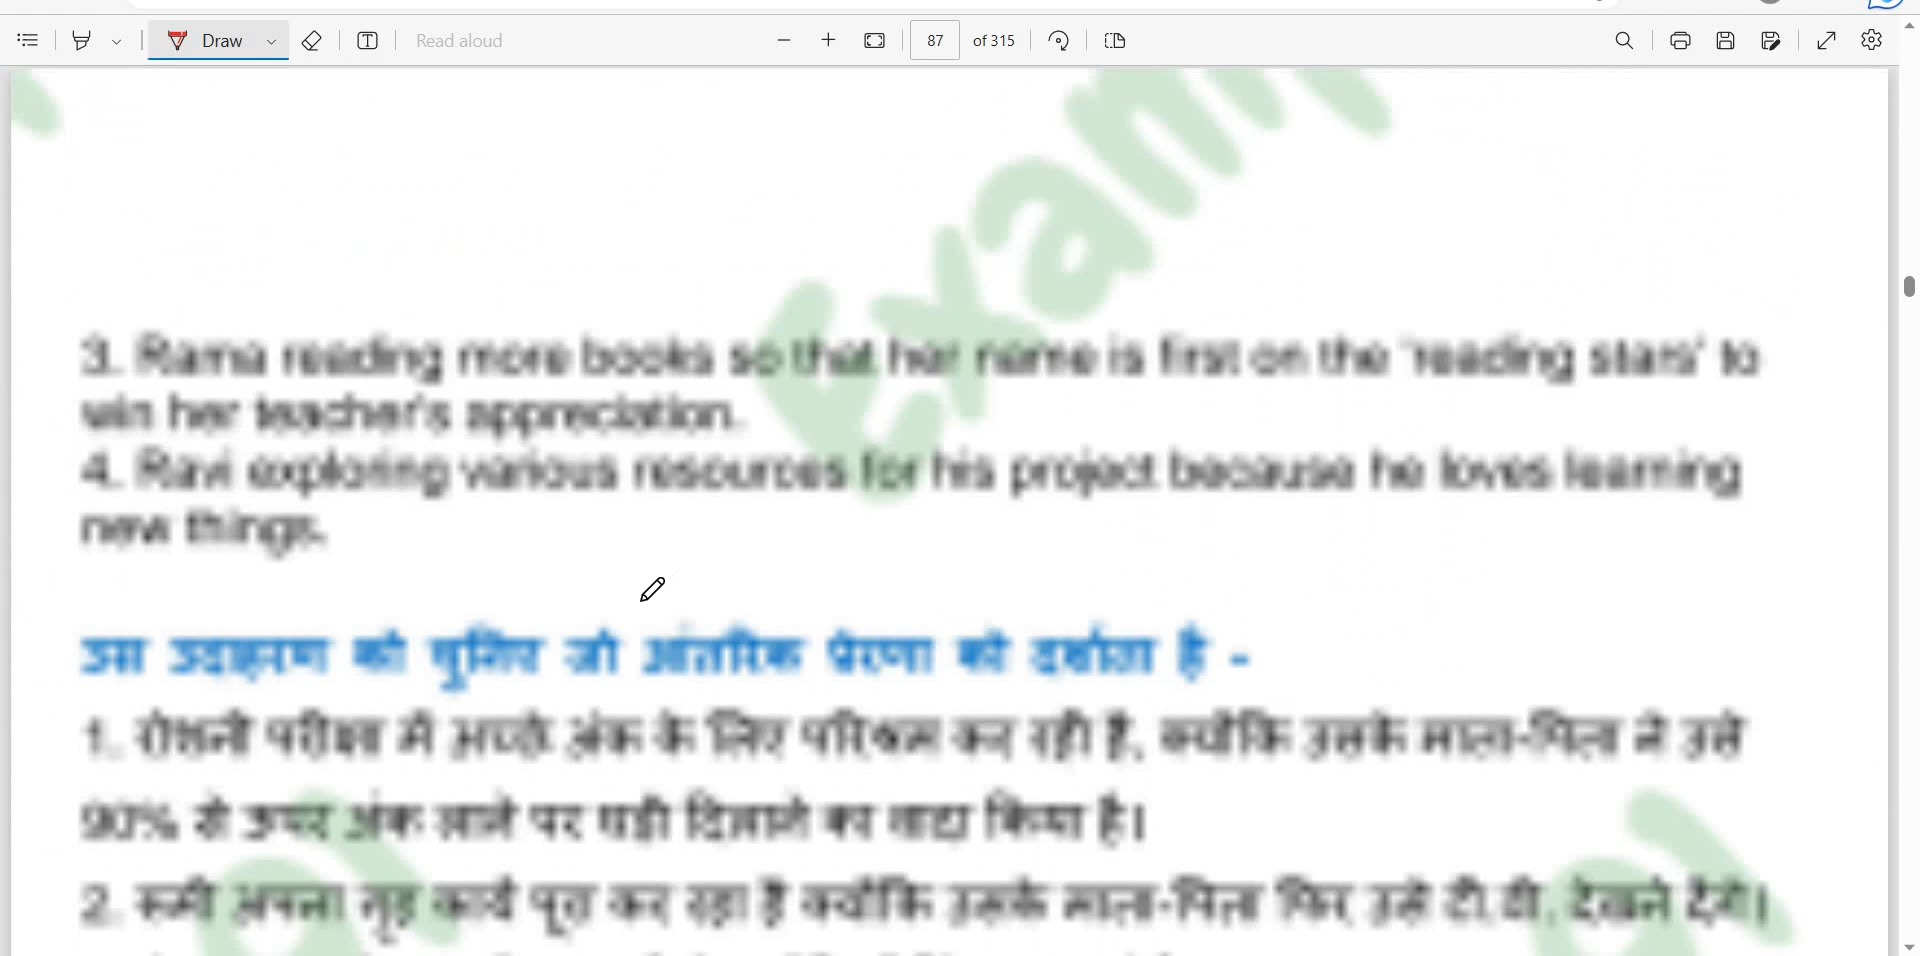 Draw
Read aloud
87 of 315
Exam
3. Rama reading more books so that her name is first on the 'reading stars' to
win her teacher's appreciation.
4. Ravi exploring various resources for his project because he loves learning
new things.
उस उदाहरण को चुनिए जो आंतरिक प्रेरणा को दर्शाता है -
1. रोशनी परीक्षा में अच्छे अंक के लिए परिश्रम कर रही है, क्योंकि उसके माता-पिता ने उसे
90% से ऊपर अंक लाने पर घड़ी दिलाने का वादा किया है।
2. रूमी अपना गृह कार्य पूरा कर रहा है क्योंकि उसके माता-पिता फिर उसे टी.वी. देखने देंगे।